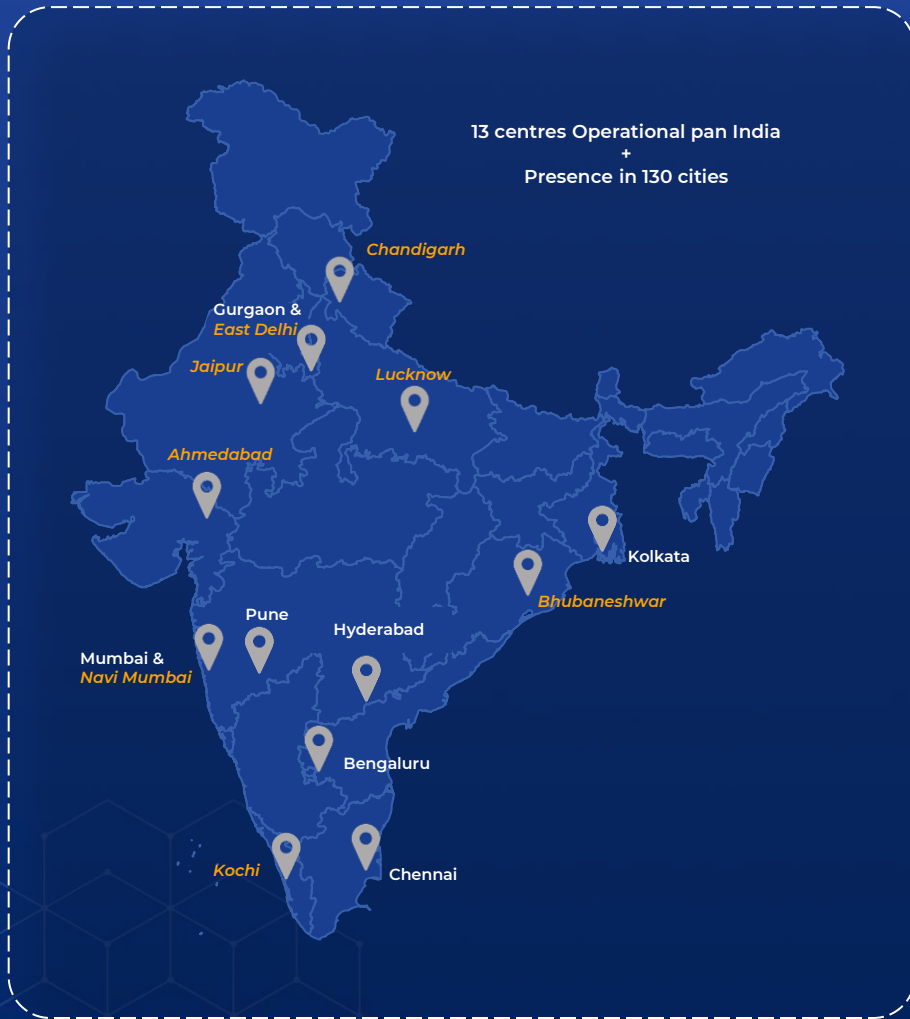 13 centres Operational pan India
+
Presence in 130 cities
Chandigarh
Gurgaon &
East Delhi
Jaipur
Lucknow
Ahmedabad
Kolkata
Bhubaneshwar
Pune
Hyderabad
Mumbai &
Navi Mumbai
Bengaluru
Kochi
Chennai